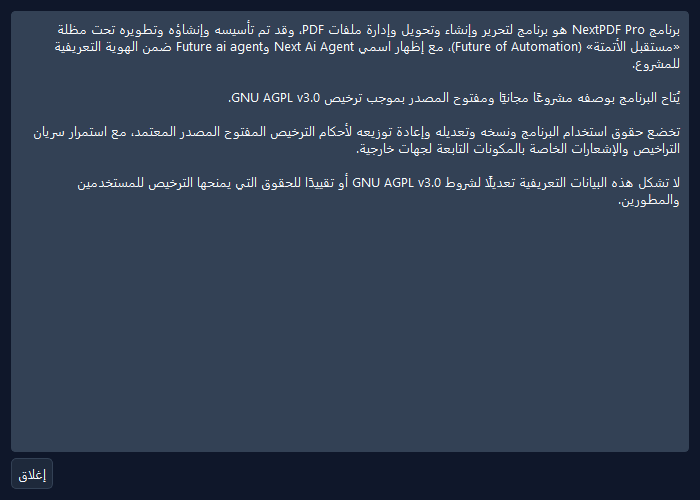 برنامج NextPDF Pro هو برنامج لتحرير وإنشاء وتحويل وإدارة ملفات PDF، وقد تم تأسيسه وإنشاؤه وتطويره تحت مظلة
«مستقبل الأتمتة» (Future of Automation)، مع إظهار اسمي Next Ai Agent وFuture ai agent ضمن الهوية التعريفية
للمشروع.
يُتاح البرنامج بوصفه مشروعًا مجانيًا ومفتوح المصدر بموجب ترخيص GNU AGPL v3.0.
تخضع حقوق استخدام البرنامج ونسخه وتعديله وإعادة توزيعه لأحكام الترخيص المفتوح المصدر المعتمد، مع استمرار سريان
التراخيص والإشعارات الخاصة بالمكونات التابعة لجهات خارجية.
لا تشكل هذه البيانات التعريفية تعديلًا لشروط GNU AGPL v3.0 أو تقييدًا للحقوق التي يمنحها الترخيص للمستخدمين
والمطورين.
إغلاق